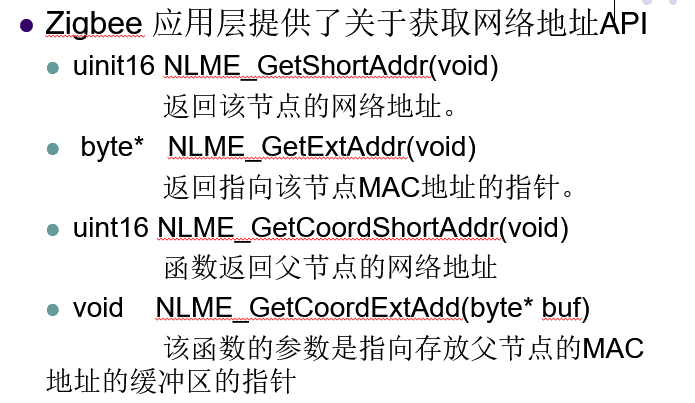 Zigbee 应用层提供了关于获取网络地址API
uinit16 NLME_GetShortAddr(void)
返回该节点的网络地址。
byte* NLME_GetExtAddr(void)
返回指向该节点MAC地址的指针。
uint16 NLME_GetCoordShortAddr(void)
函数返回父节点的网络地址
void NLME_GetCoordExtAdd(byte* buf)
该函数的参数是指向存放父节点的MAC
地址的缓冲区的指针